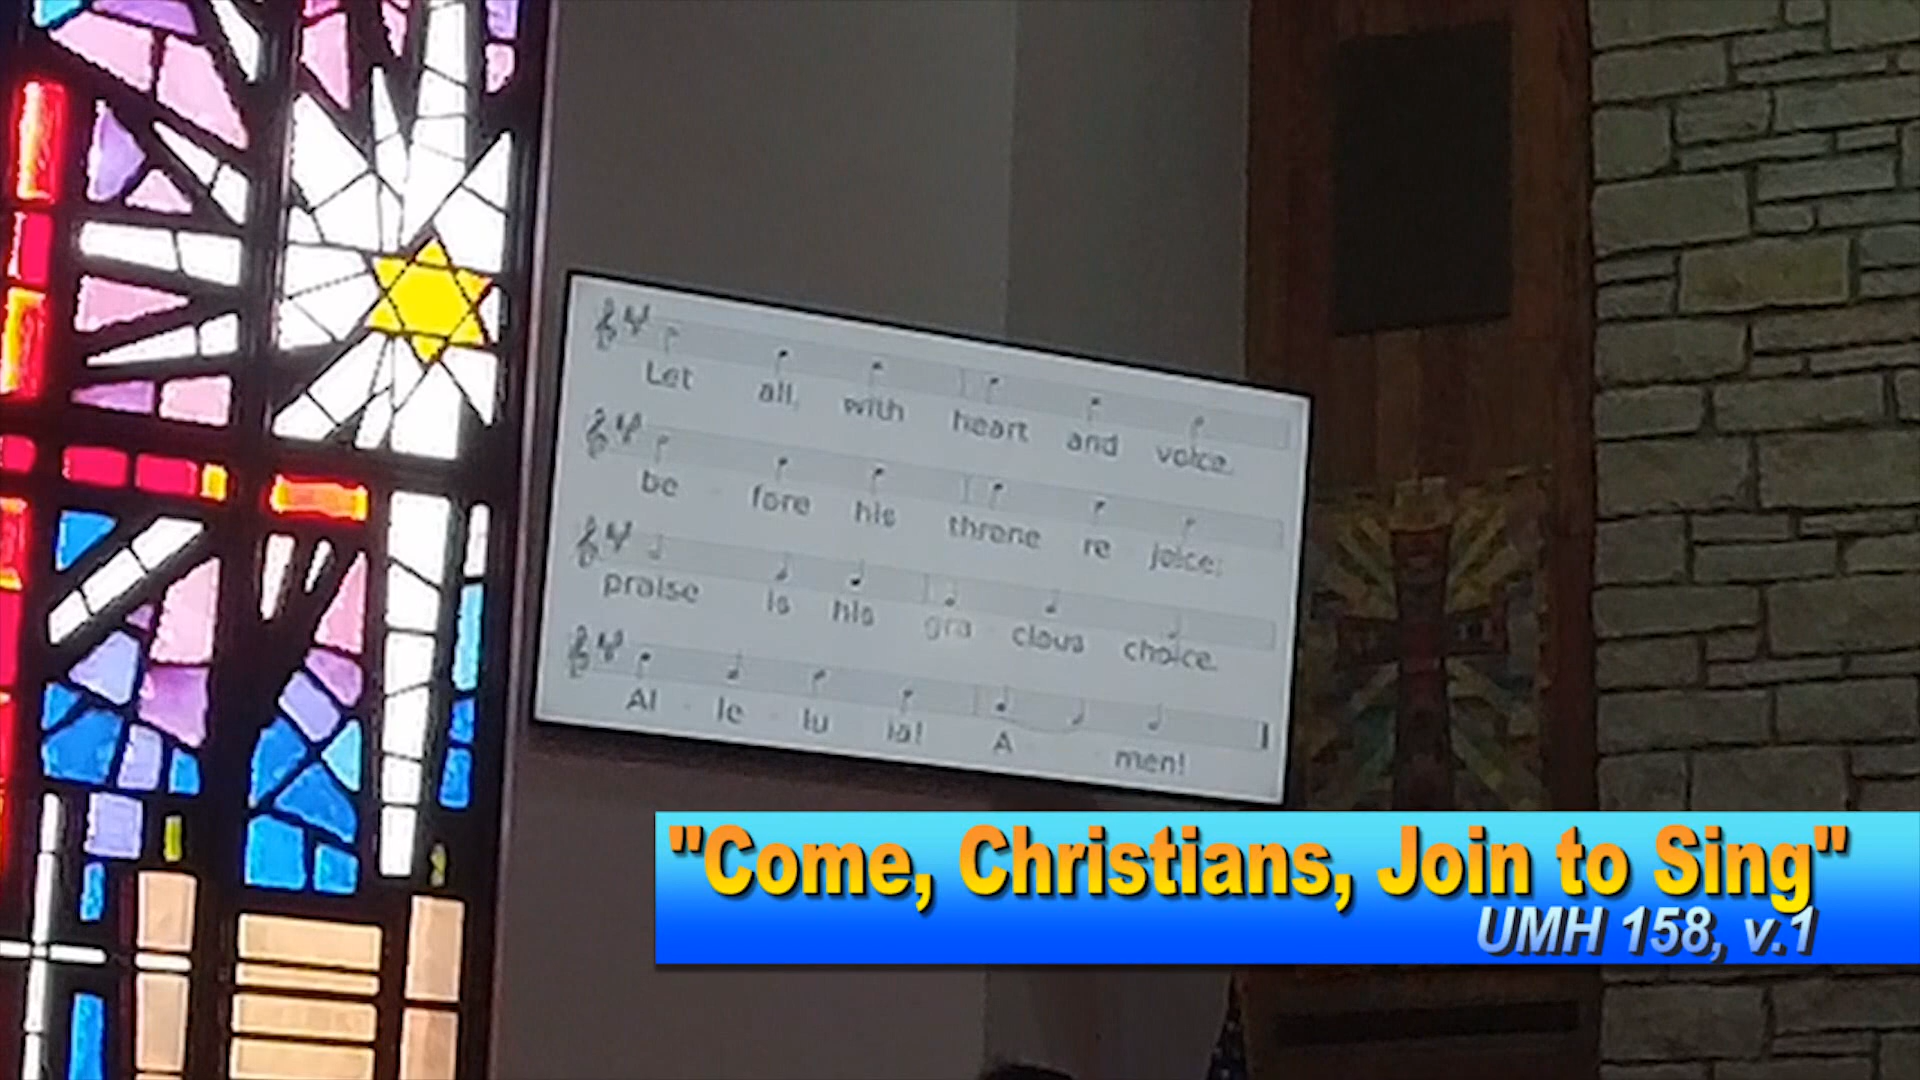 Let all, with heart and voice,
be - fore his throne re joice;
praise is his gra - cious choice.
Al - le - lu ia! A - men!
"Come, Christians, Join to Sing"
UMH 158, v.1